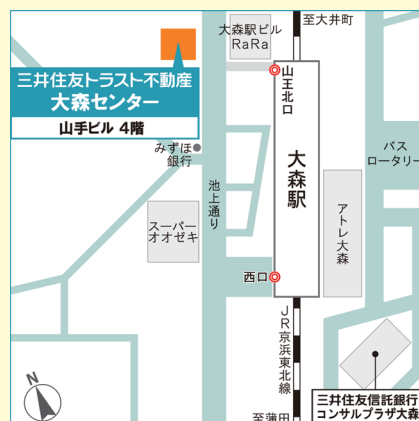 至大井町
大森駅ビル
RaRa
三井住友トラスト不動産
大森センター
山手ビル 4階
山王北口
みずほ
銀行
池上通り
大森駅
バス
ロータリー
スーパー
オオゼキ
アトレ大森
西口
JR京浜東北線
N
至蒲田
三井住友信託銀行
コンサルプラザ大森